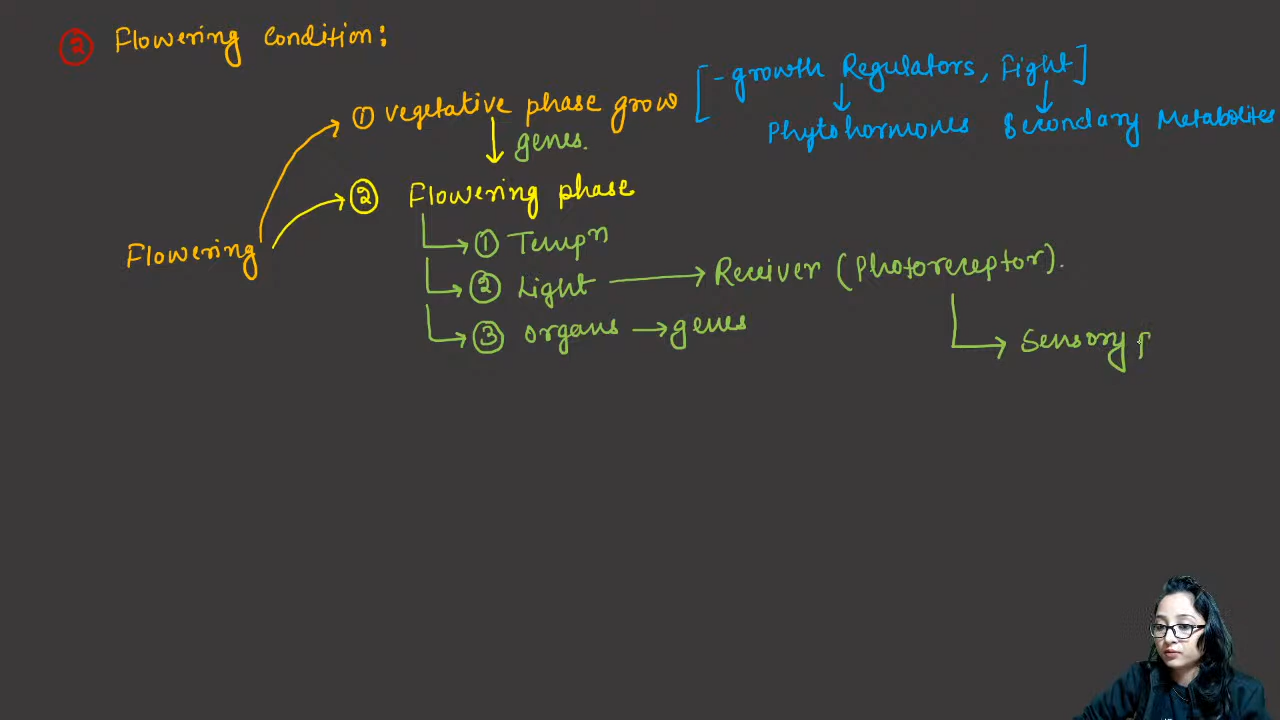 ② Flowering Condition:
① vegetative phase grow [-growth Regulators, Fight]
Phytohormones Secondary Metabolites
genes.
② Flowering phase
Flowering
① Tempn
② Light → Receiver (Photoreceptor).
③ organs → genes
Sensory